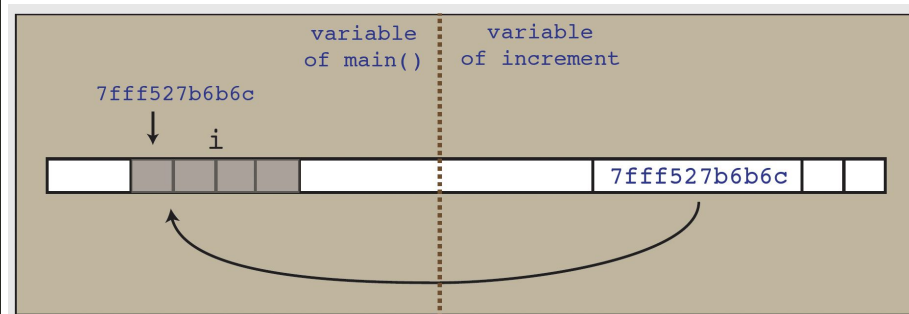 variable
of main()
variable
of increment
7fff527b6b6c
i
7fff527b6b6c